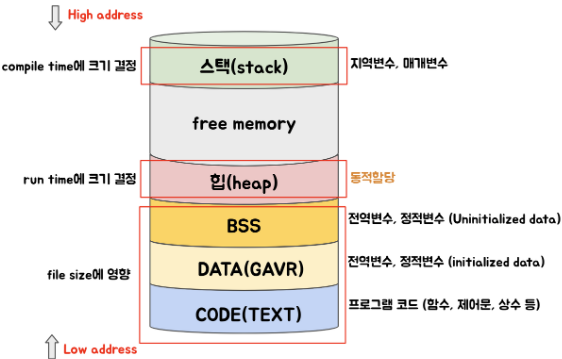 High address
compile time에 크기 결정
스택(stack)
지역변수, 매개변수
free memory
run time에 크기 결정
힙(heap)
동적할당
BSS
전역변수, 정적변수 (Uninitialized data)
file size에 영향
DATA(GAVR)
전역변수, 정적변수 (initialized data)
CODE(TEXT)
프로그램 코드 (함수, 제어문, 상수 등)
Low address